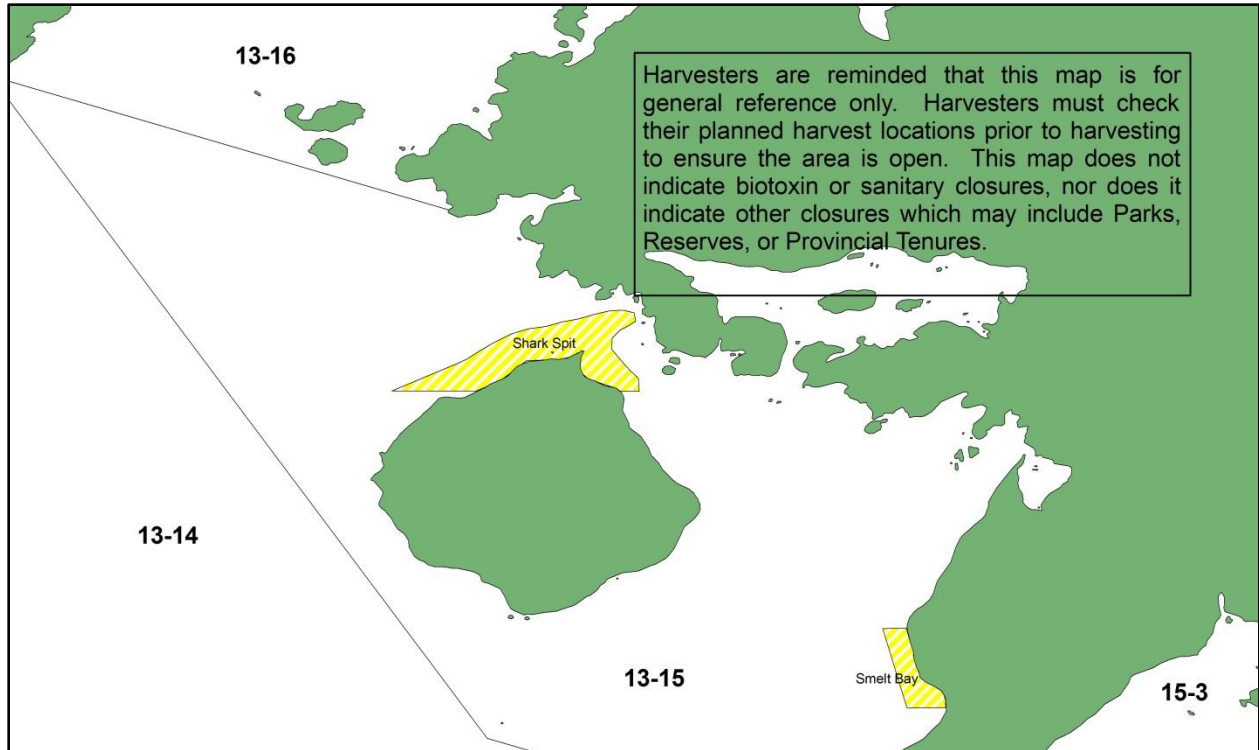 13-16
Harvesters are reminded that this map is for
general reference only. Harvesters must check
their planned harvest locations prior to harvesting
to ensure the area is open. This map does not
indicate biotoxin or sanitary closures, nor does it
indicate other closures which may include Parks,
Reserves, or Provincial Tenures.
Shark Spit
13-14
13-15
Smelt Bay
15-3